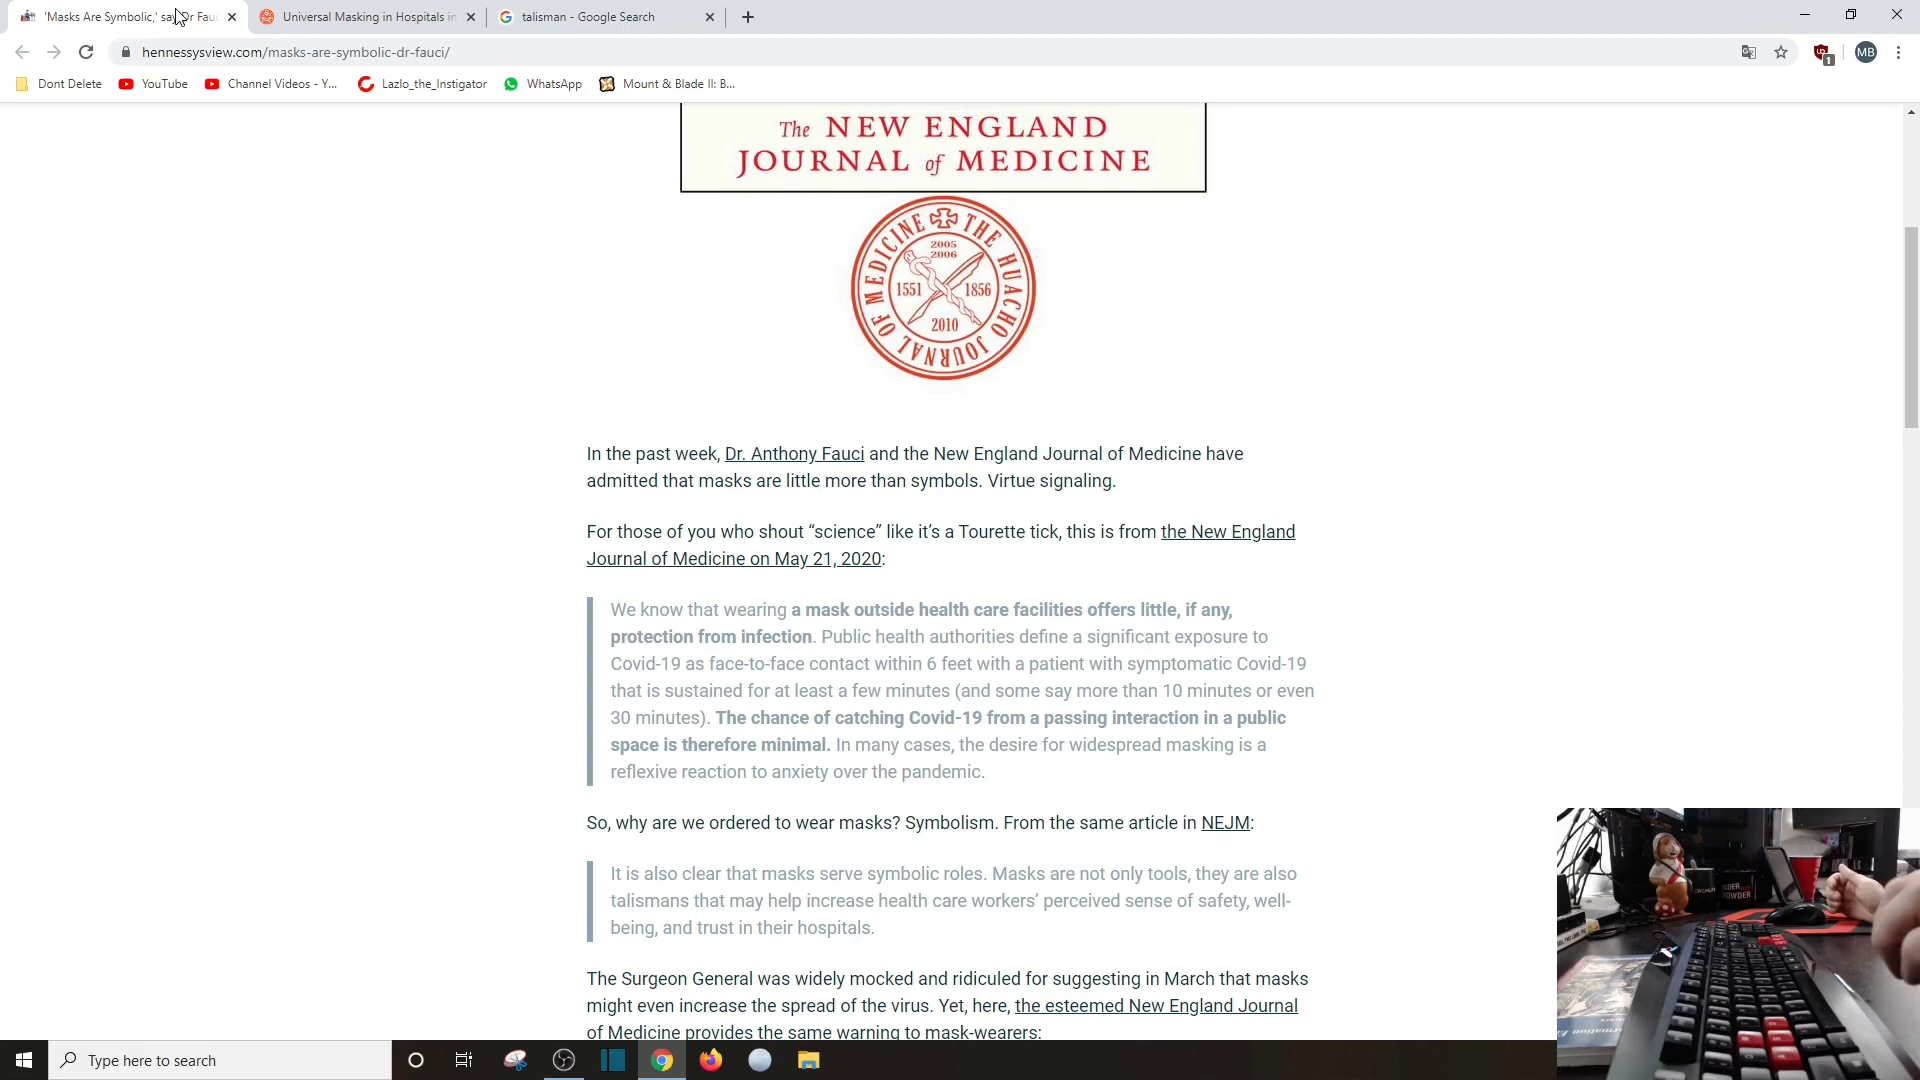 'Masks Are Symbolic,' say Dr Fauc
Universal Masking in Hospitals in
talisman - Google Search
hennessysview.com/masks-are-symbolic-dr-fauci/
MB
1
Dont Delete
YouTube
Channel Videos - Y...
Lazlo_the_Instigator
WhatsApp
Mount & Blade II: B...
The NEW ENGLAND
JOURNAL of MEDICINE
THE HUACHO JOURNAL OF MEDICINE
2005
2006
1551 1856
2010
In the past week, Dr. Anthony Fauci and the New England Journal of Medicine have
admitted that masks are little more than symbols. Virtue signaling.
For those of you who shout “science” like it’s a Tourette tick, this is from the New England
Journal of Medicine on May 21, 2020:
We know that wearing a mask outside health care facilities offers little, if any,
protection from infection. Public health authorities define a significant exposure to
Covid-19 as face-to-face contact within 6 feet with a patient with symptomatic Covid-19
that is sustained for at least a few minutes (and some say more than 10 minutes or even
30 minutes). The chance of catching Covid-19 from a passing interaction in a public
space is therefore minimal. In many cases, the desire for widespread masking is a
reflexive reaction to anxiety over the pandemic.
So, why are we ordered to wear masks? Symbolism. From the same article in NEJM:
It is also clear that masks serve symbolic roles. Masks are not only tools, they are also
talismans that may help increase health care workers’ perceived sense of safety, well-
being, and trust in their hospitals.
The Surgeon General was widely mocked and ridiculed for suggesting in March that masks
might even increase the spread of the virus. Yet, here, the esteemed New England Journal
of Medicine provides the same warning to mask-wearers:
Type here to search